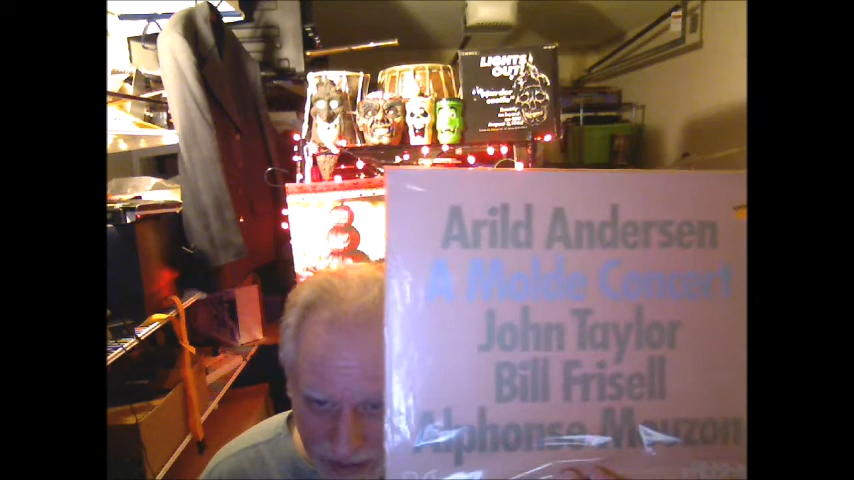 LIGHTS
OUT!
Arild Andersen
A Molde Concert
John Taylor
Bill Frisell
Alphonse Mouzon